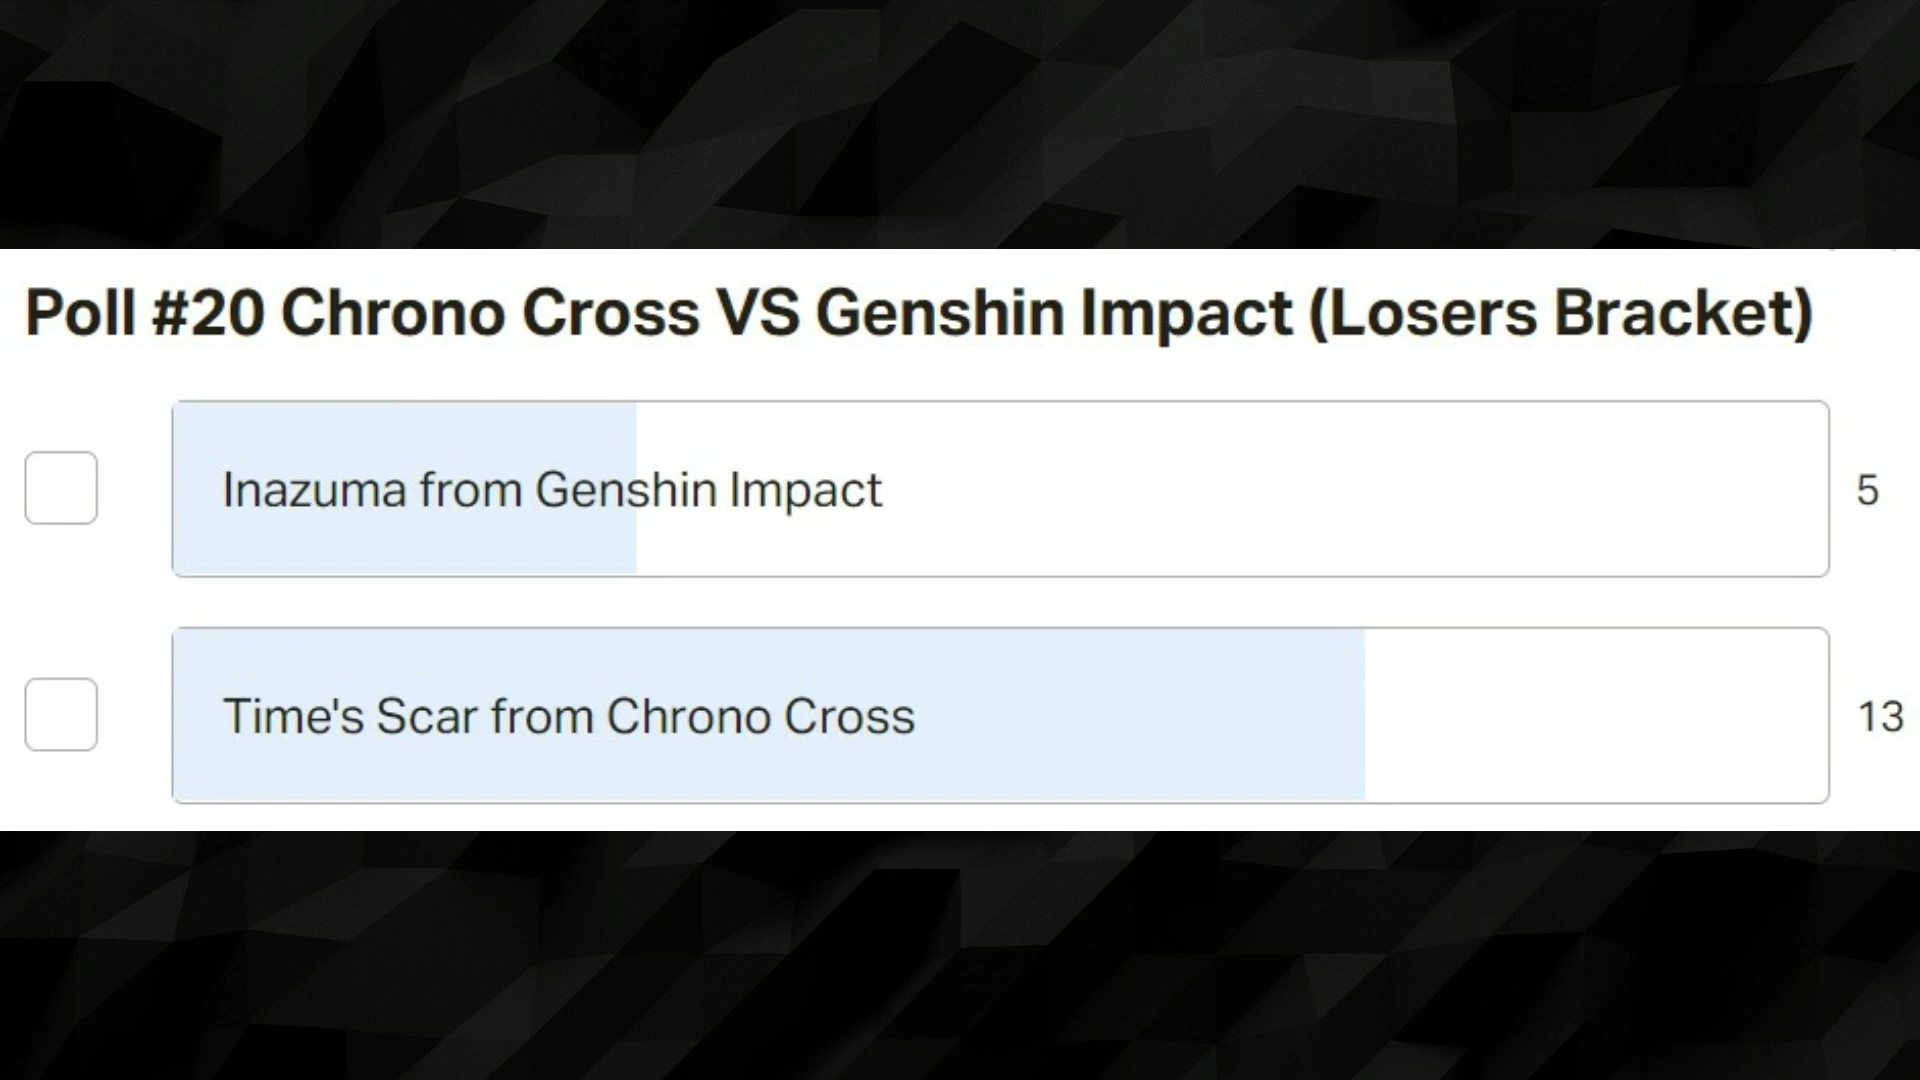 Poll #20 Chrono Cross VS Genshin Impact (Losers Bracket)
Inazuma from Genshin Impact 5
Time's Scar from Chrono Cross 13